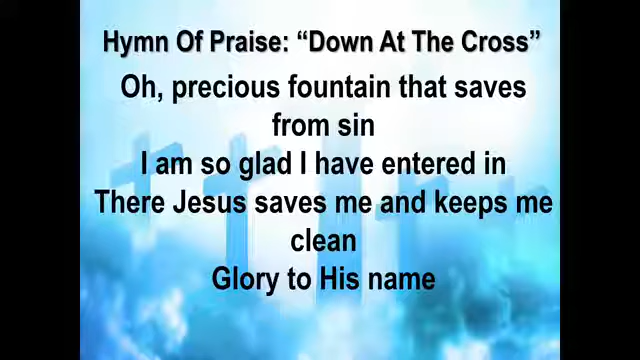 Hymn Of Praise: “Down At The Cross”
Oh, precious fountain that saves
from sin
I am so glad I have entered in
There Jesus saves me and keeps me
clean
Glory to His name